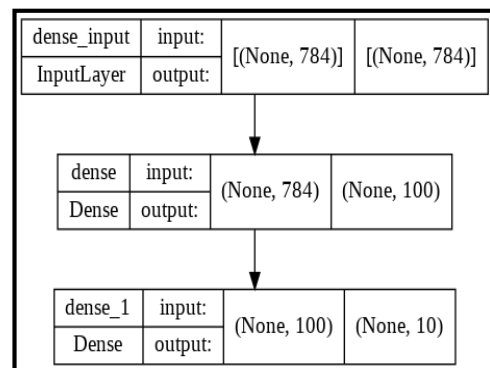 dense_input input: [(None, 784)] [(None, 784)]
InputLayer output:
dense input: (None, 784) (None, 100)
Dense output:
dense_1 input: (None, 100) (None, 10)
Dense output: